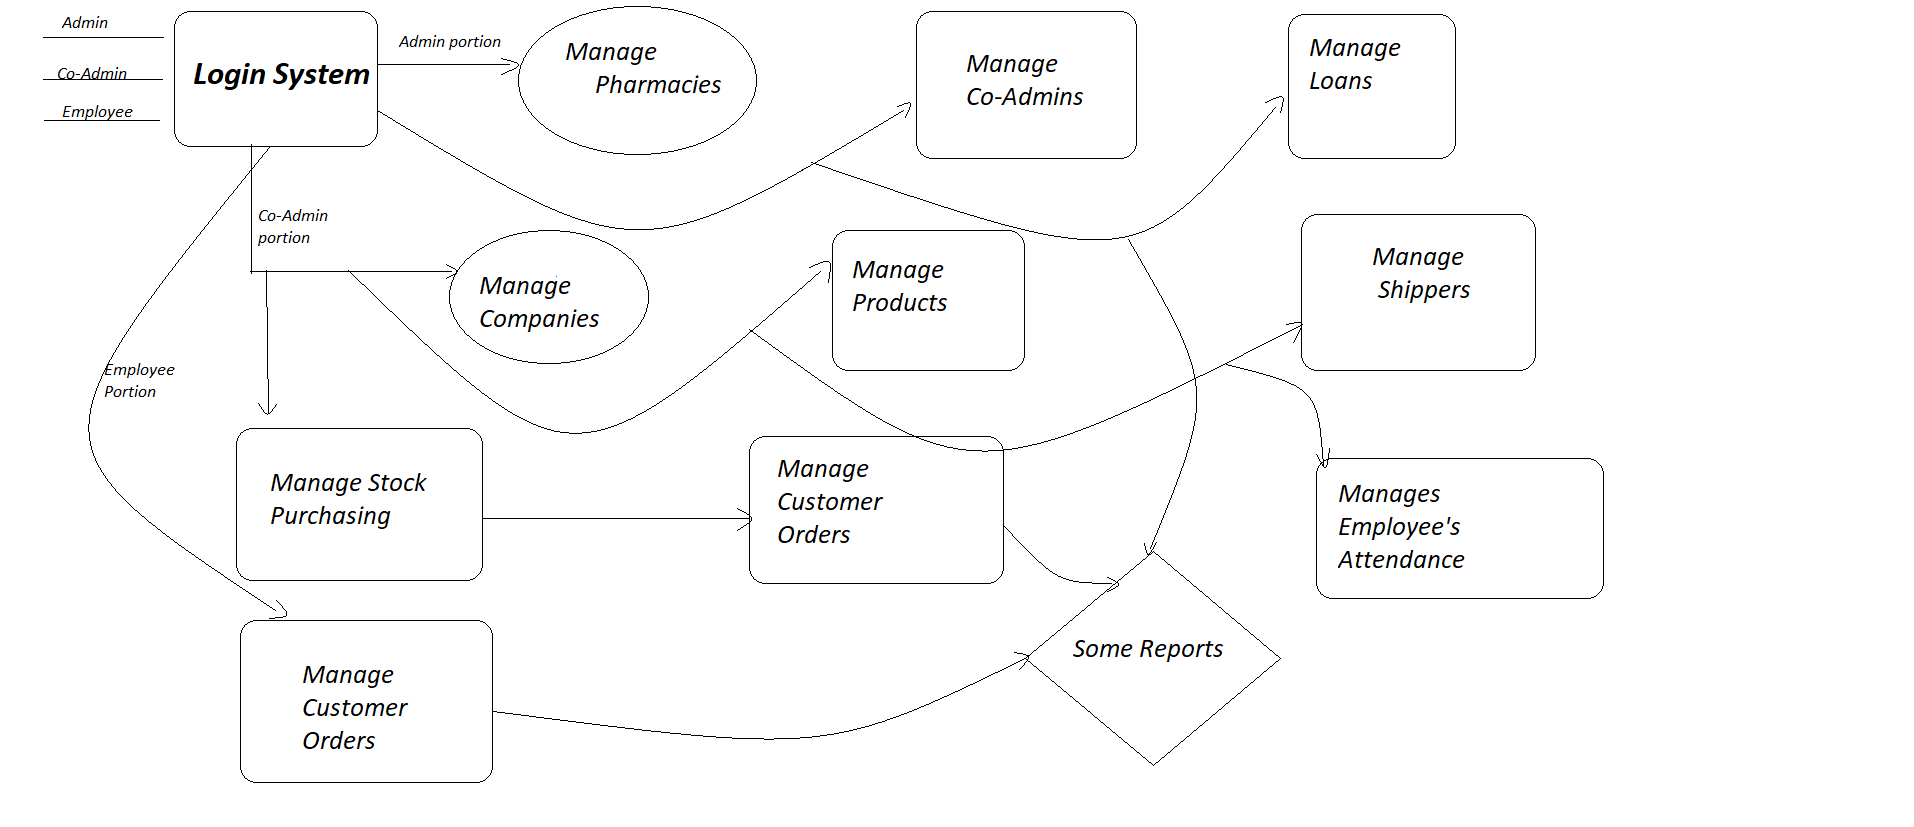 Admin
Co-Admin
Employee
Login System
Admin portion
Manage
Pharmacies
Manage
Co-Admins
Manage
Loans
Co-Admin
portion
Manage
Companies
Manage
Products
Manage
Shippers
Employee
Portion
Manage Stock
Purchasing
Manage
Customer
Orders
Manages
Employee's
Attendance
Manage
Customer
Orders
Some Reports